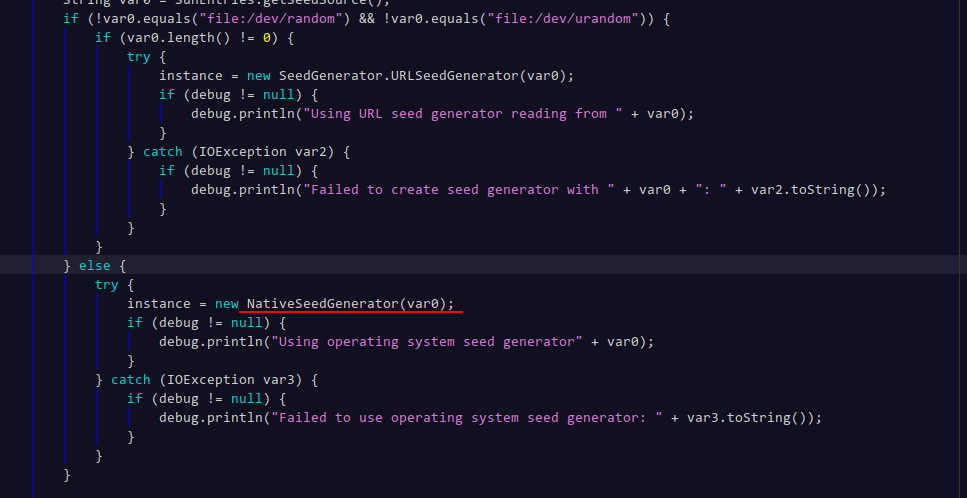 String var0 = SunEntries.getSeedSource();
if (!var0.equals("file:/dev/random") && !var0.equals("file:/dev/urandom")) {
if (var0.length() != 0) {
try {
instance = new SeedGenerator.URLSeedGenerator(var0);
if (debug != null) {
debug.println("Using URL seed generator reading from " + var0);
}
} catch (IOException var2) {
if (debug != null) {
debug.println("Failed to create seed generator with " + var0 + ": " + var2.toString());
}
}
}
} else {
try {
instance = new NativeSeedGenerator(var0);
if (debug != null) {
debug.println("Using operating system seed generator" + var0);
}
} catch (IOException var3) {
if (debug != null) {
debug.println("Failed to use operating system seed generator: " + var3.toString());
}
}
}